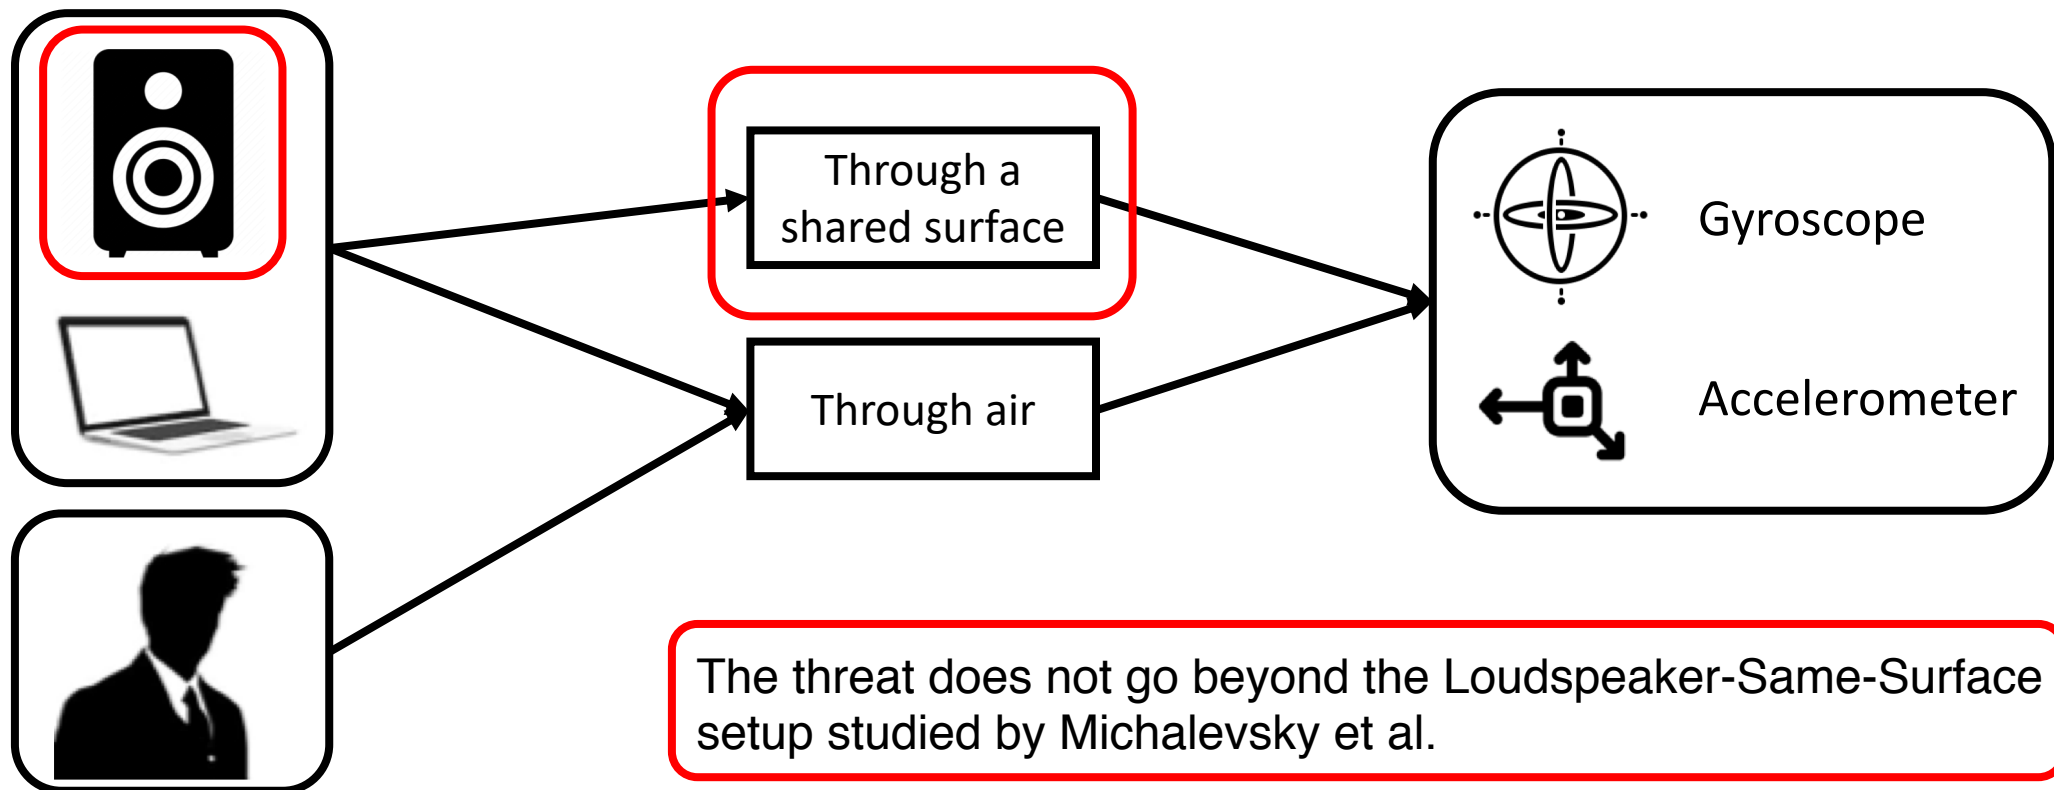 Through a
shared surface
Through air
Gyroscope
Accelerometer
The threat does not go beyond the Loudspeaker-Same-Surface
setup studied by Michalevsky et al.